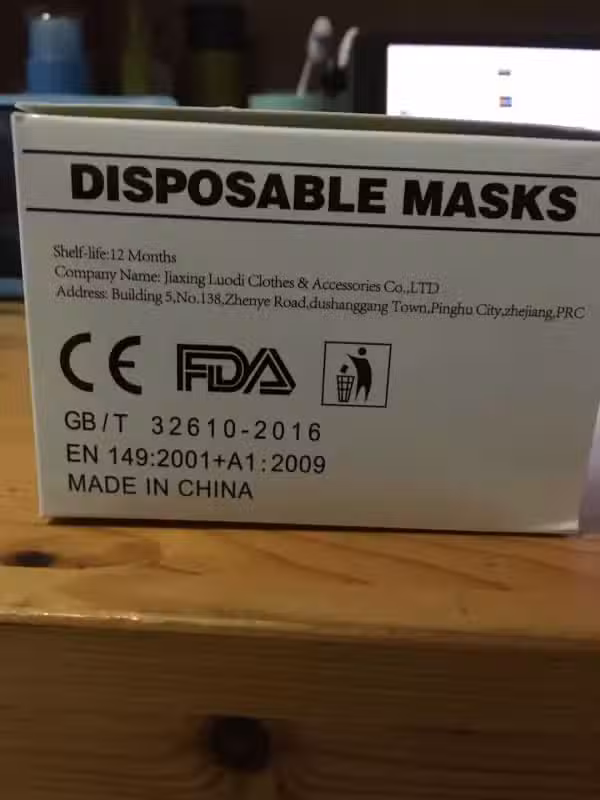 DISPOSABLE MASKS
Shelf-life:12 Months
Company Name: Jiaxing Luodi Clothes & Accessories Co.,LTD
Address: Building 5,No.138,Zhenye Road,dushanggang Town,Pinghu City,zhejiang,PRC
CE FDA
GB/T 32610-2016
EN 149:2001+A1:2009
MADE IN CHINA